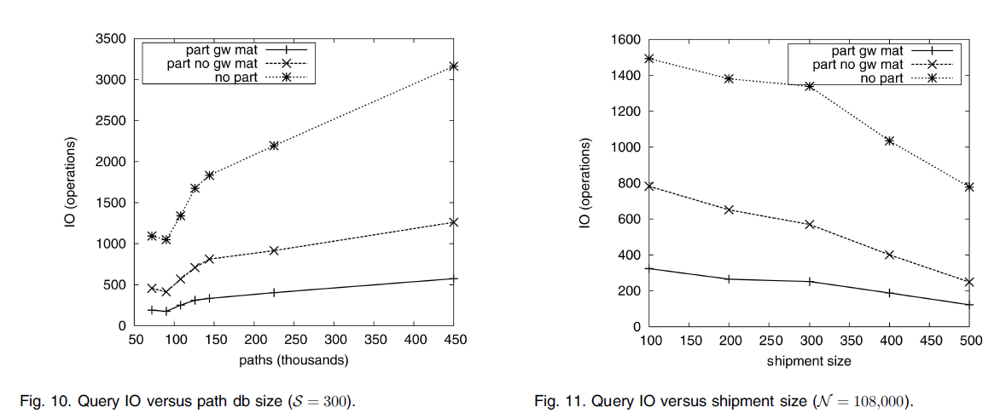 3500
3000
2500
2000
1500
1000
500
0
IO (operations)
part gw mat
part no gw mat
no part
50 100 150 200 250 300 350 400 450
paths (thousands)
Fig. 10. Query IO versus path db size (𝒮 = 300).
1600
1400
1200
1000
800
600
400
200
0
IO (operations)
part gw mat
part no gw mat
no part
100 150 200 250 300 350 400 450 500
shipment size
Fig. 11. Query IO versus shipment size (𝒩 = 108,000).